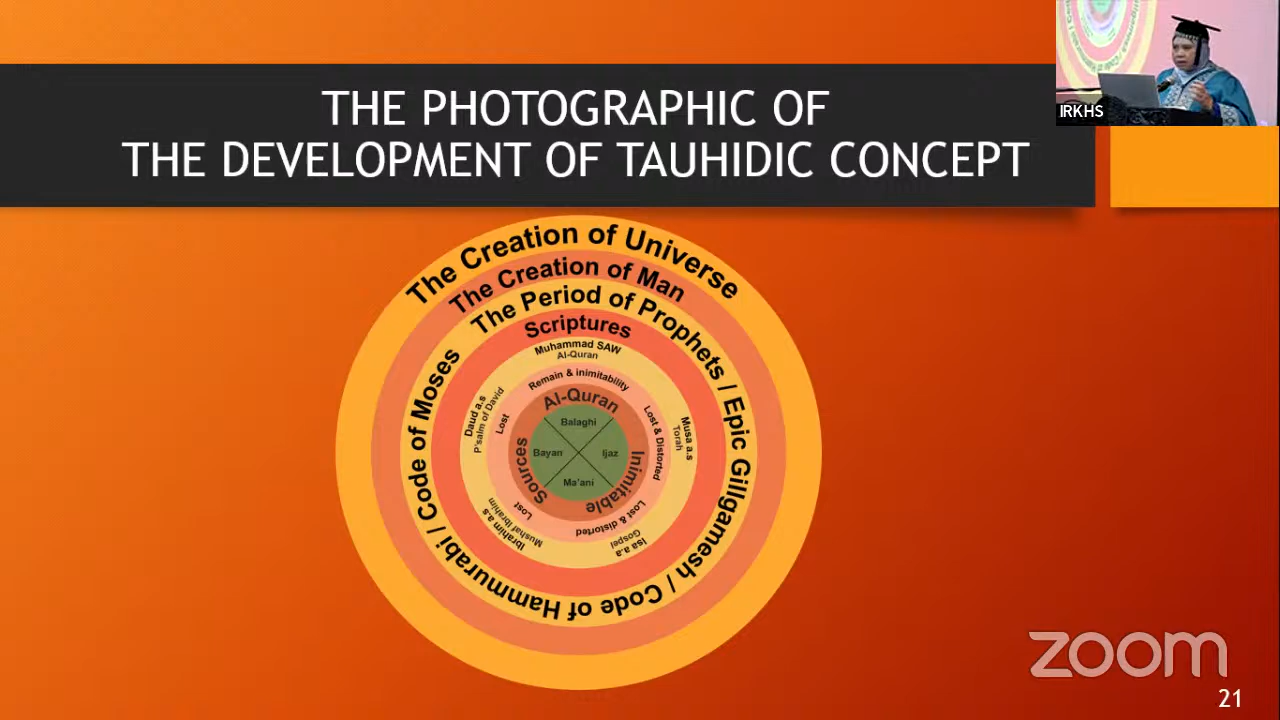 THE PHOTOGRAPHIC OF
THE DEVELOPMENT OF TAUHIDIC CONCEPT
IRKHS
The Creation of Universe
The Creation of Man
The Period of Prophets / Epic Gillgamesh / Code of Hammurabi / Code of Moses
Scriptures
Muhammad SAW
Al-Quran
Musa a.s
Torah
Isa a.a
Gospel
Ibrahim a.s
Mushaf Ibrahim
Daud a.s
P'salm of David
Remain & inimitability
Lost & Distorted
Lost & distorted
Lost
Lost
Al-Quran
Inimitable
Sources
Balaghi
Ijaz
Ma'ani
Bayan
zoom
21